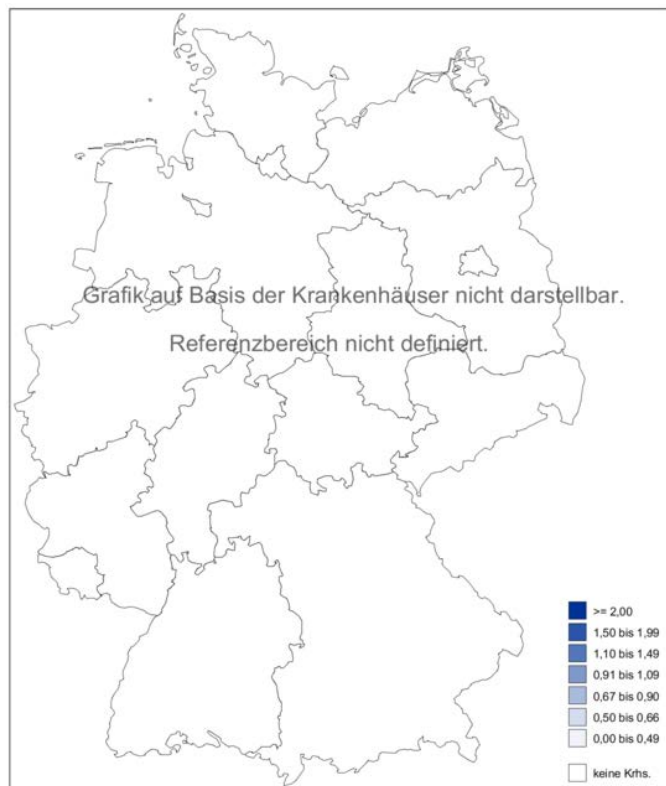 Grafik auf Basis der Krankenhäuser nicht darstellbar.
Referenzbereich nicht definiert.
>= 2,00
1,50 bis 1,99
1,10 bis 1,49
0,91 bis 1,09
0,67 bis 0,90
0,50 bis 0,66
0,00 bis 0,49
keine Krhs.